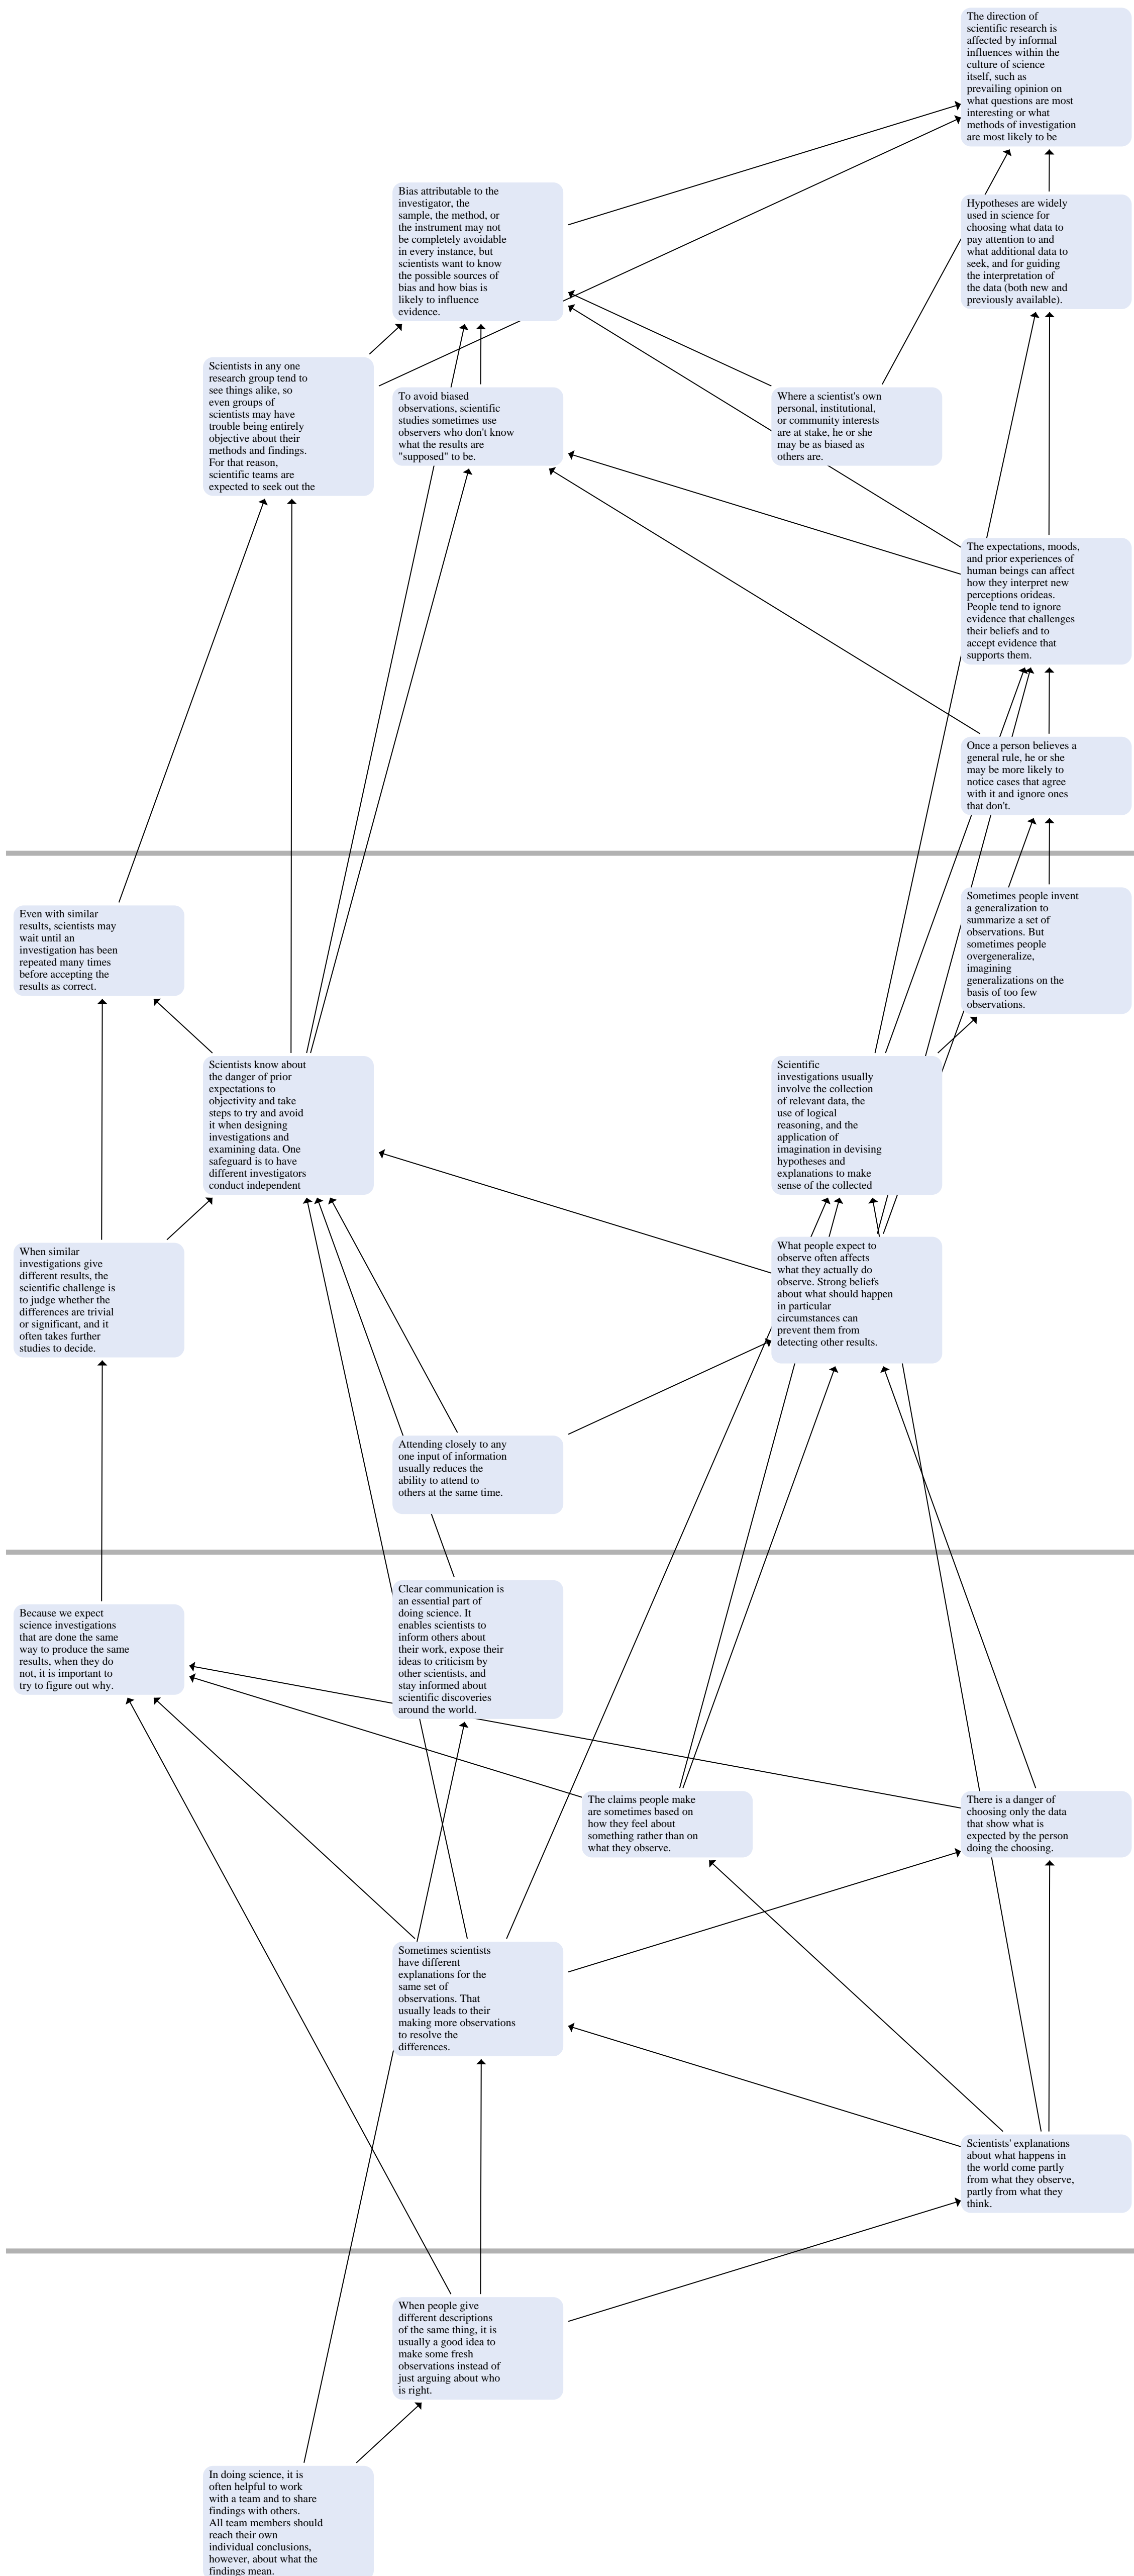 The direction of
scientific research is
affected by informal
influences within the
culture of science
itself, such as
prevailing opinion on
what questions are most
interesting or what
methods of investigation
are most likely to be
Bias attributable to the
investigator, the
sample, the method, or
the instrument may not
be completely avoidable
in every instance, but
scientists want to know
the possible sources of
bias and how bias is
likely to influence
evidence.
Hypotheses are widely
used in science for
choosing what data to
pay attention to and
what additional data to
seek, and for guiding
the interpretation of
the data (both new and
previously available).
Scientists in any one
research group tend to
see things alike, so
even groups of
scientists may have
trouble being entirely
objective about their
methods and findings.
For that reason,
scientific teams are
expected to seek out the
To avoid biased
observations, scientific
studies sometimes use
observers who don't know
what the results are
"supposed" to be.
Where a scientist's own
personal, institutional,
or community interests
are at stake, he or she
may be as biased as
others are.
The expectations, moods,
and prior experiences of
human beings can affect
how they interpret new
perceptions orideas.
People tend to ignore
evidence that challenges
their beliefs and to
accept evidence that
supports them.
Once a person believes a
general rule, he or she
may be more likely to
notice cases that agree
with it and ignore ones
that don't.
Sometimes people invent
a generalization to
summarize a set of
observations. But
sometimes people
overgeneralize,
imagining
generalizations on the
basis of too few
observations.
Even with similar
results, scientists may
wait until an
investigation has been
repeated many times
before accepting the
results as correct.
Scientists know about
the danger of prior
expectations to
objectivity and take
steps to try and avoid
it when designing
investigations and
examining data. One
safeguard is to have
different investigators
conduct independent
Scientific
investigations usually
involve the collection
of relevant data, the
use of logical
reasoning, and the
application of
imagination in devising
hypotheses and
explanations to make
sense of the collected
When similar
investigations give
different results, the
scientific challenge is
to judge whether the
differences are trivial
or significant, and it
often takes further
studies to decide.
What people expect to
observe often affects
what they actually do
observe. Strong beliefs
about what should happen
in particular
circumstances can
prevent them from
detecting other results.
Attending closely to any
one input of information
usually reduces the
ability to attend to
others at the same time.
Clear communication is
an essential part of
doing science. It
enables scientists to
inform others about
their work, expose their
ideas to criticism by
other scientists, and
stay informed about
scientific discoveries
around the world.
Because we expect
science investigations
that are done the same
way to produce the same
results, when they do
not, it is important to
try to figure out why.
The claims people make
are sometimes based on
how they feel about
something rather than on
what they observe.
There is a danger of
choosing only the data
that show what is
expected by the person
doing the choosing.
Sometimes scientists
have different
explanations for the
same set of
observations. That
usually leads to their
making more observations
to resolve the
differences.
Scientists' explanations
about what happens in
the world come partly
from what they observe,
partly from what they
think.
When people give
different descriptions
of the same thing, it is
usually a good idea to
make some fresh
observations instead of
just arguing about who
is right.
In doing science, it is
often helpful to work
with a team and to share
findings with others.
All team members should
reach their own
individual conclusions,
however, about what the
findings mean.